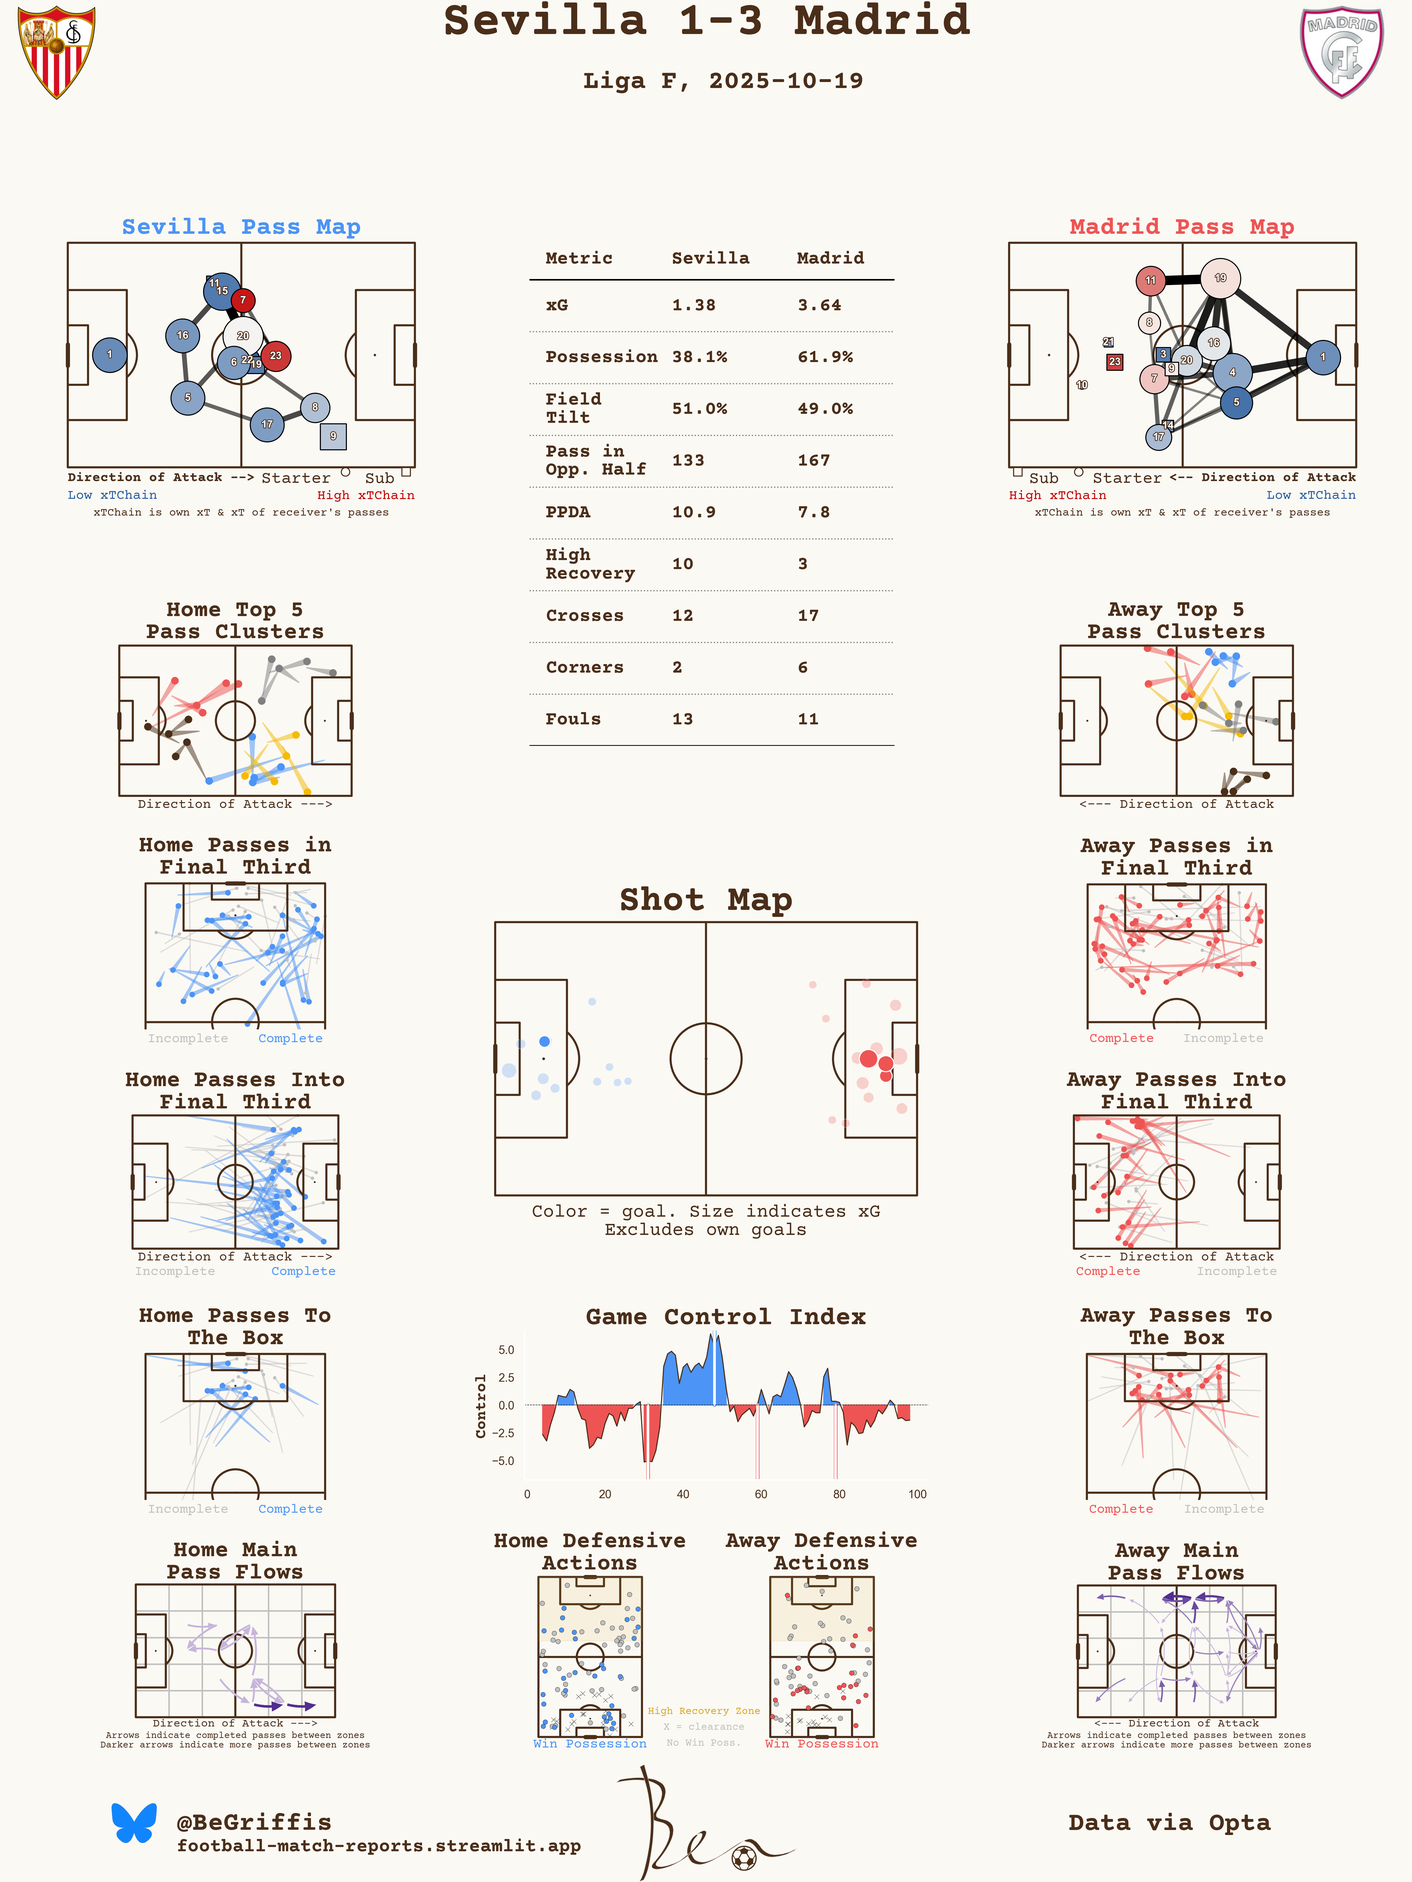 Sevilla 1-3 Madrid
Liga F, 2025-10-19
MADRID
Sevilla Pass Map
11
15
7
16
20
1
6
22
19
23
5
8
17
9
Direction of Attack --> Starter Sub
Low xTChain High xTChain
xTChain is own xT & xT of receiver's passes
Metric Sevilla Madrid
xG 1.38 3.64
Possession 38.1% 61.9%
Field
Tilt 51.0% 49.0%
Pass in
Opp. Half 133 167
PPDA 10.9 7.8
High
Recovery 10 3
Crosses 12 17
Corners 2 6
Fouls 13 11
Madrid Pass Map
11
19
8
21
16
3
23
20
1
9
7
4
10
5
14
17
Sub Starter <-- Direction of Attack
High xTChain Low xTChain
xTChain is own xT & xT of receiver's passes
Home Top 5
Pass Clusters
Direction of Attack --->
Away Top 5
Pass Clusters
<--- Direction of Attack
Home Passes in
Final Third
Incomplete Complete
Away Passes in
Final Third
Complete Incomplete
Shot Map
Color = goal. Size indicates xG
Excludes own goals
Home Passes Into
Final Third
Direction of Attack --->
Incomplete Complete
Away Passes Into
Final Third
<--- Direction of Attack
Complete Incomplete
Home Passes To
The Box
Incomplete Complete
Game Control Index
Control
5.0
2.5
0.0
−2.5
−5.0
0 20 40 60 80 100
Away Passes To
The Box
Complete Incomplete
Home Main
Pass Flows
Direction of Attack --->
Arrows indicate completed passes between zones
Darker arrows indicate more passes between zones
Home Defensive
Actions
Win Possession
High Recovery Zone
X = clearance
No Win Poss.
Away Defensive
Actions
Win Possession
Away Main
Pass Flows
<--- Direction of Attack
Arrows indicate completed passes between zones
Darker arrows indicate more passes between zones
@BeGriffis
football-match-reports.streamlit.app
Ben
Data via Opta